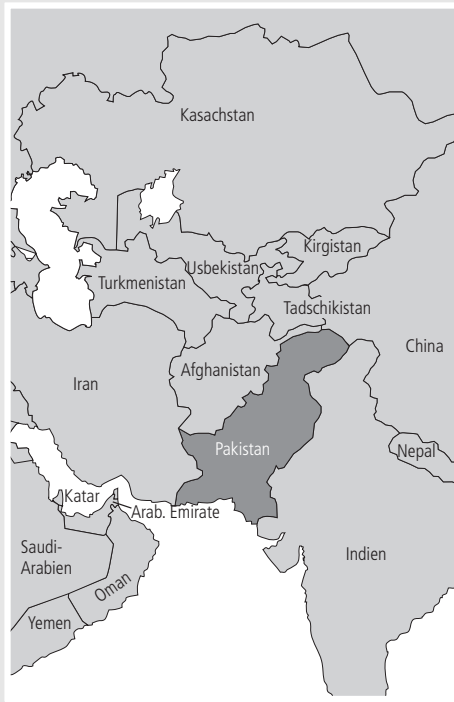 Kasachstan
Kirgistan
Usbekistan
Turkmenistan
Tadschikistan
China
Afghanistan
Iran
Pakistan
Nepal
Katar
Arab. Emirate
Saudi-
Arabien
Indien
Oman
Yemen